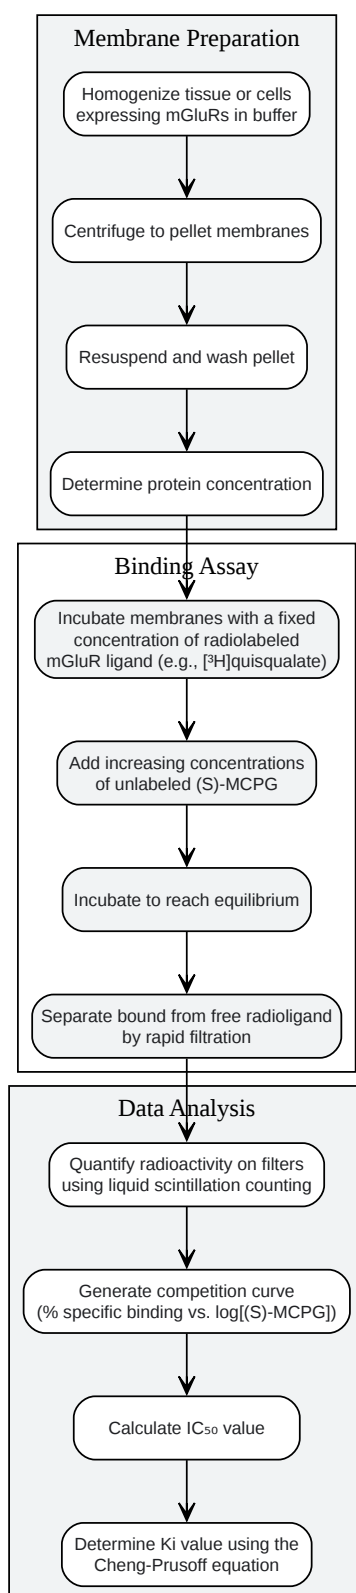 Membrane Preparation
Homogenize tissue or cells
expressing mGluRs in buffer
Centrifuge to pellet membranes
Resuspend and wash pellet
Determine protein concentration
Binding Assay
Incubate membranes with a fixed
concentration of radiolabeled
mGluR ligand (e.g., [³H]quisqualate)
Add increasing concentrations
of unlabeled (S)-MCPG
Incubate to reach equilibrium
Separate bound from free radioligand
by rapid filtration
Data Analysis
Quantify radioactivity on filters
using liquid scintillation counting
Generate competition curve
(% specific binding vs. log[(S)-MCPG])
Calculate IC₅₀ value
Determine Ki value using the
Cheng-Prusoff equation